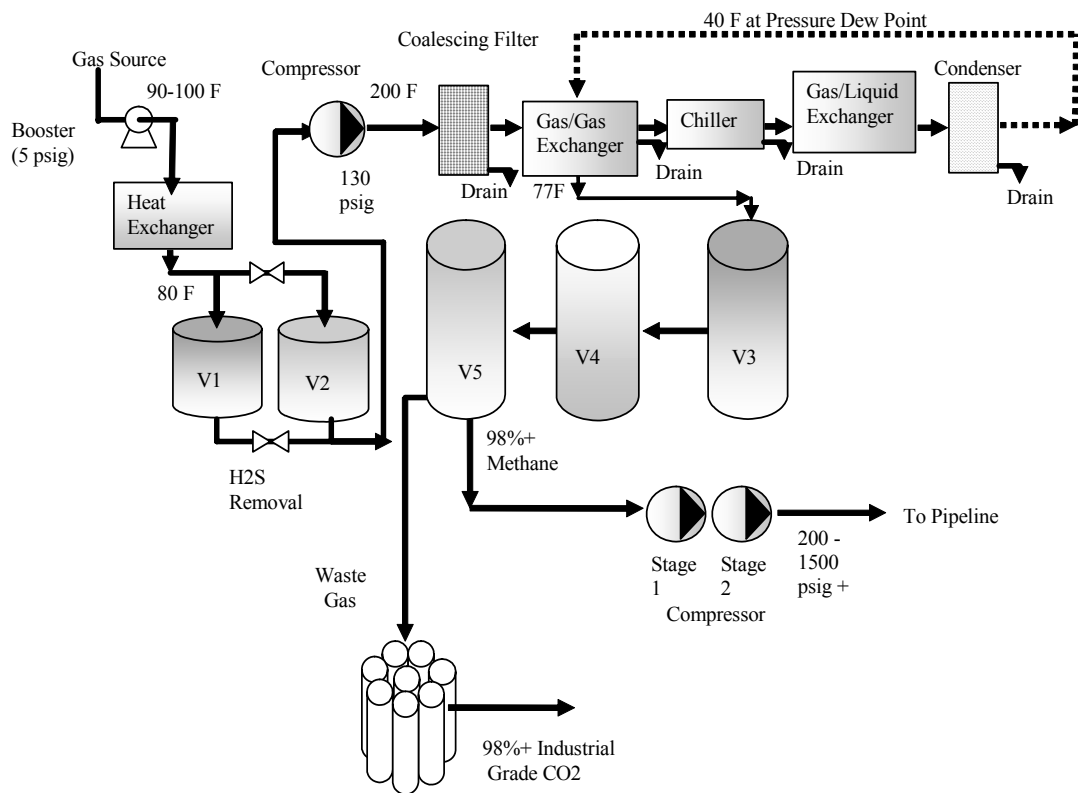 40 F at Pressure Dew Point
Coalescing Filter
Gas Source
Compressor
Condenser
90-100 F
200 F
Gas/Liquid
Exchanger
Booster
(5 psig)
Gas/Gas
Exchanger
Chiller
130
psig
Drain
77F
Drain
Drain
Drain
Heat
Exchanger
80 F
V1
V2
V5
V4
V3
H2S
Removal
98%+
Methane
To Pipeline
Stage
1
Stage
2
200 -
1500
psig +
Compressor
Waste
Gas
98%+ Industrial
Grade CO2